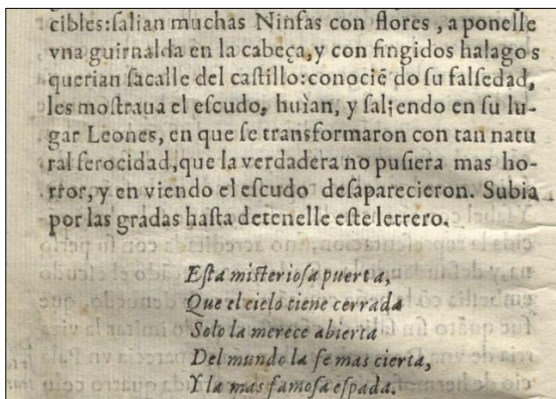 cibles:ſalian muchas Ninfas con flores , a ponelle
vna guirnalda en la cabeça,y con fingidos halagos
querian ſacalle del caſtillo:conociẽ do ſu falſedad,
les moſtraua el eſcudo, huìan, y ſaliendo en ſu lu-
gar Leones, en que ſe transformaron con tan natu
ral ferocidad,que la verdadera no puſiera mas ho-
rror, y en viendo el eſcudo deſaparecieron. Subia
por las gradas haſta detenelle eſte letrero.
Eſta miſterioſa puerta,
Que el cielo tiene cerrada
Solo la merece abierta
Del mundo la fe mas cierta,
Y la mas famoſa eſpada.